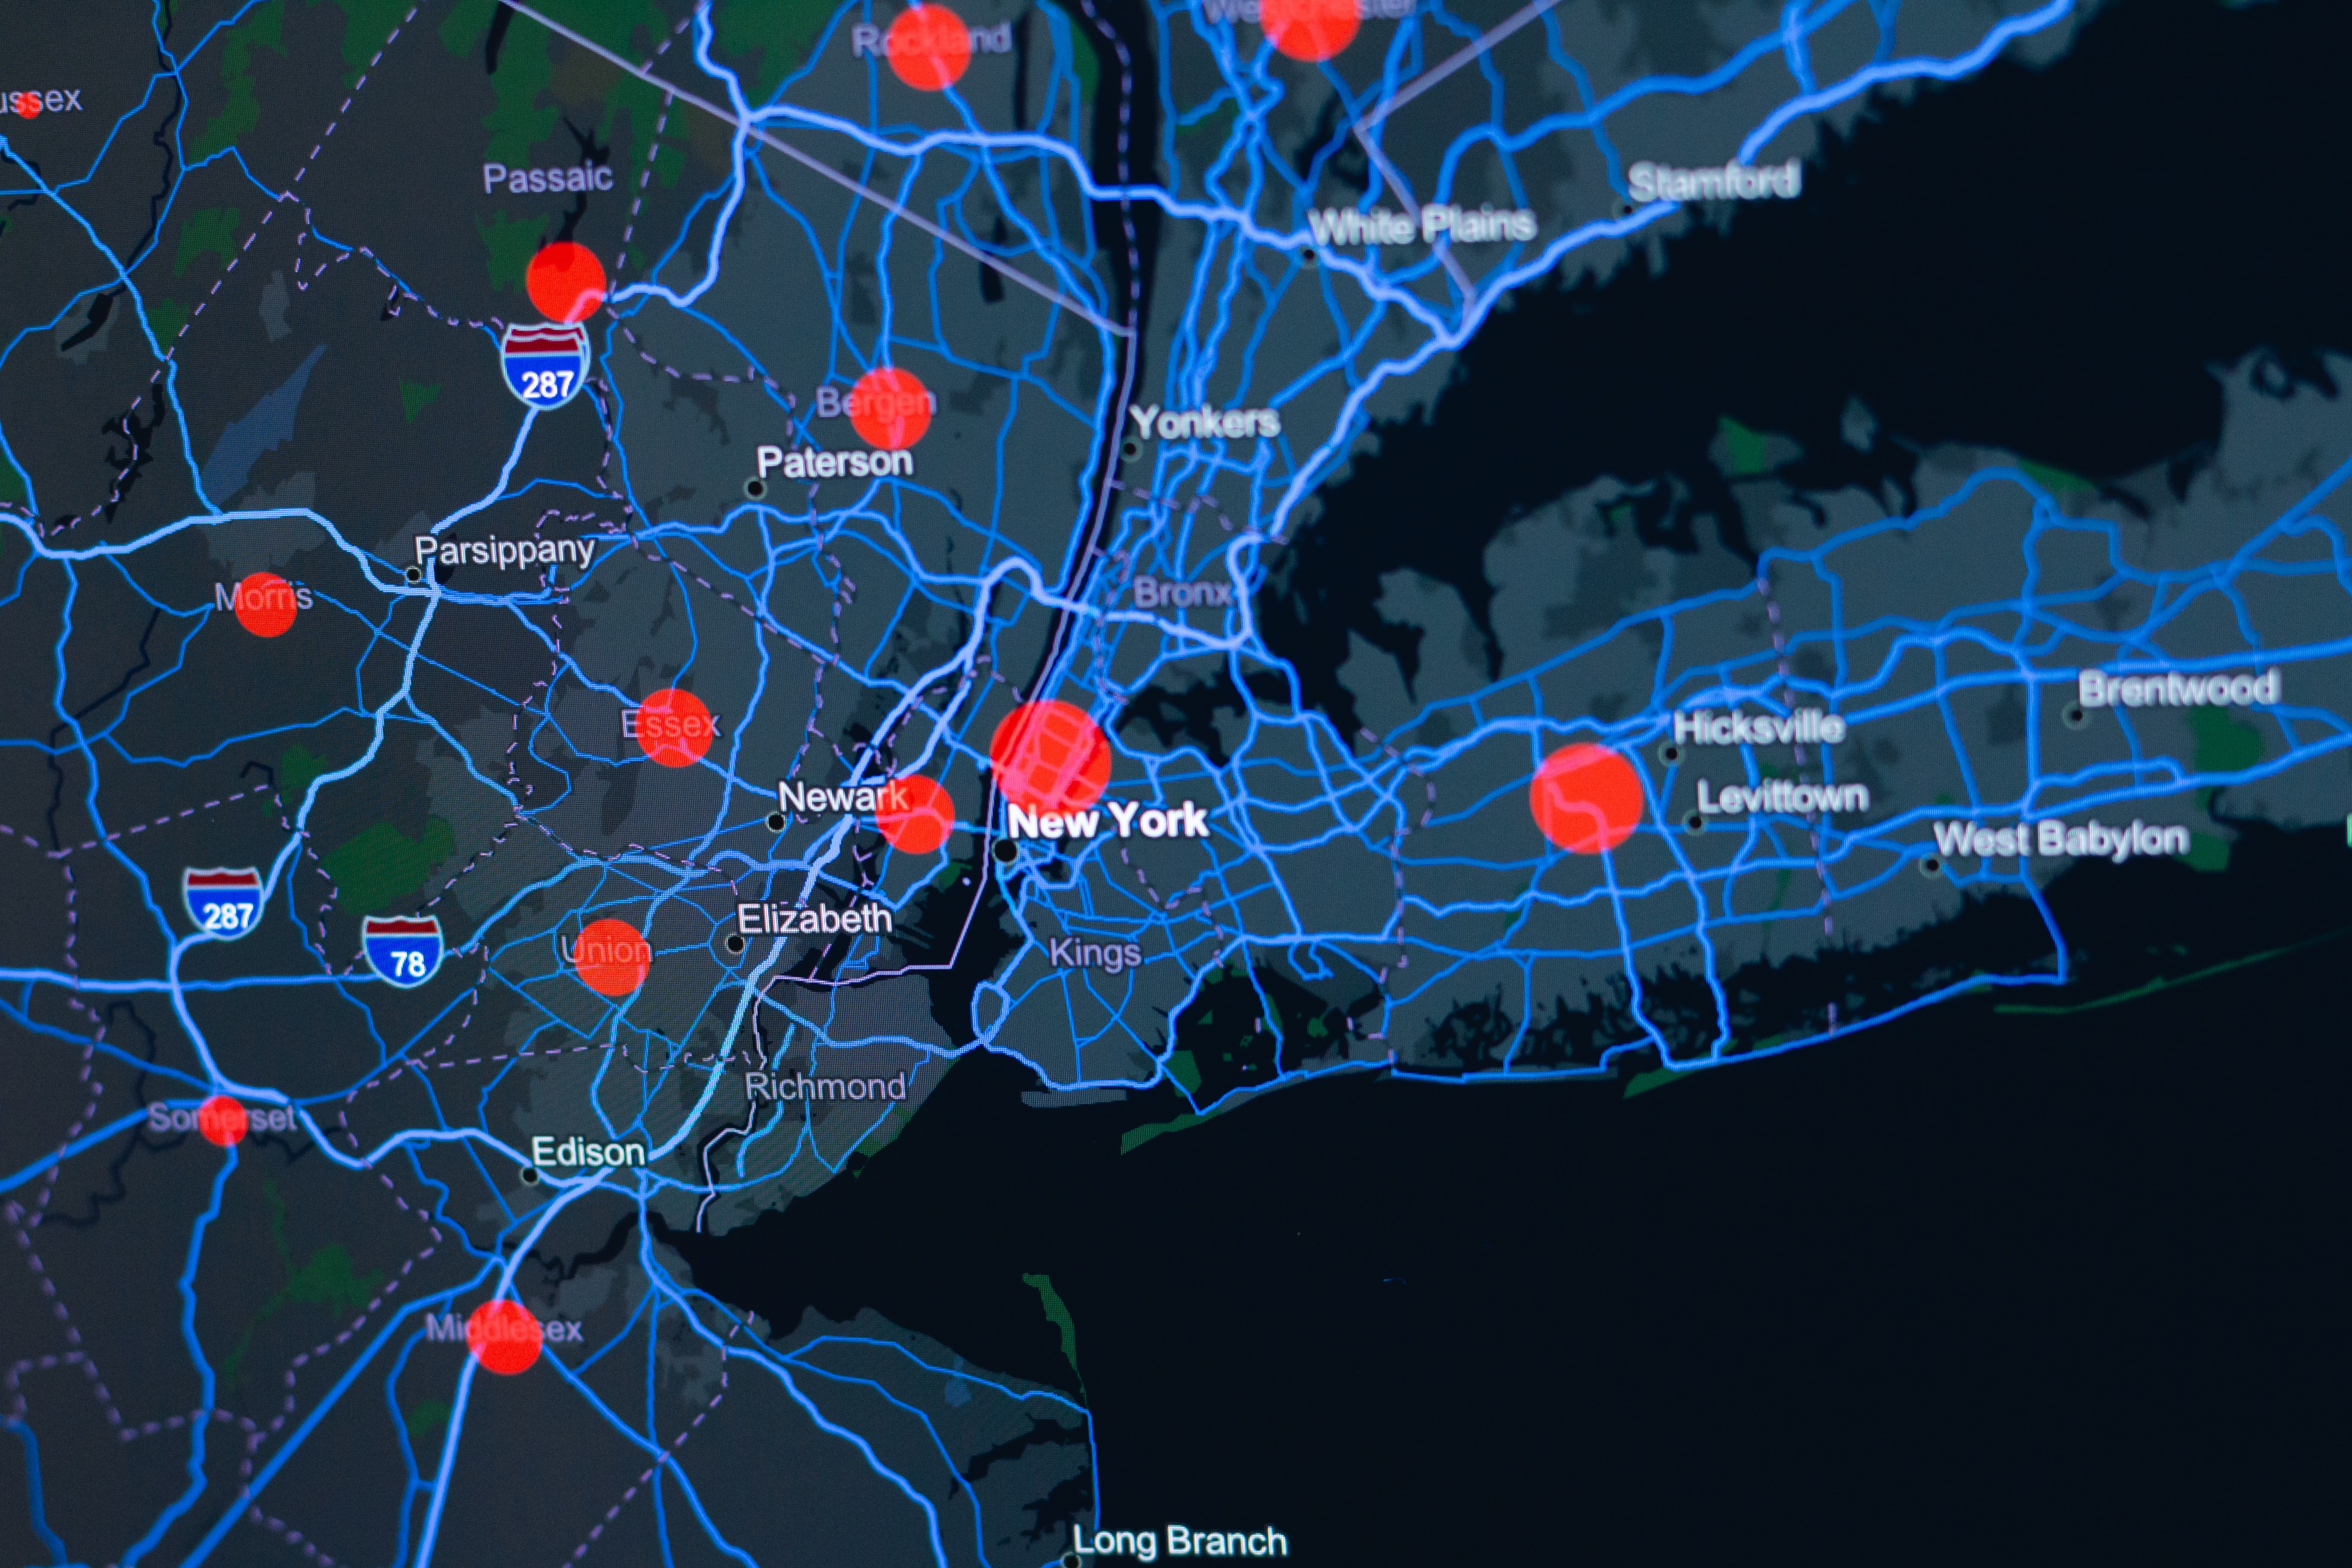 Westchester
Rockland
ussex
Passaic
Stamford
White Plains
287
Bergen
Yonkers
Paterson
Parsippany
Morris
Bronx
Brentwood
Essex
Hicksville
Newark
Levittown
New York
West Babylon
287
Elizabeth
78
Union
Kings
Richmond
Somerset
Edison
Middlesex
Long Branch